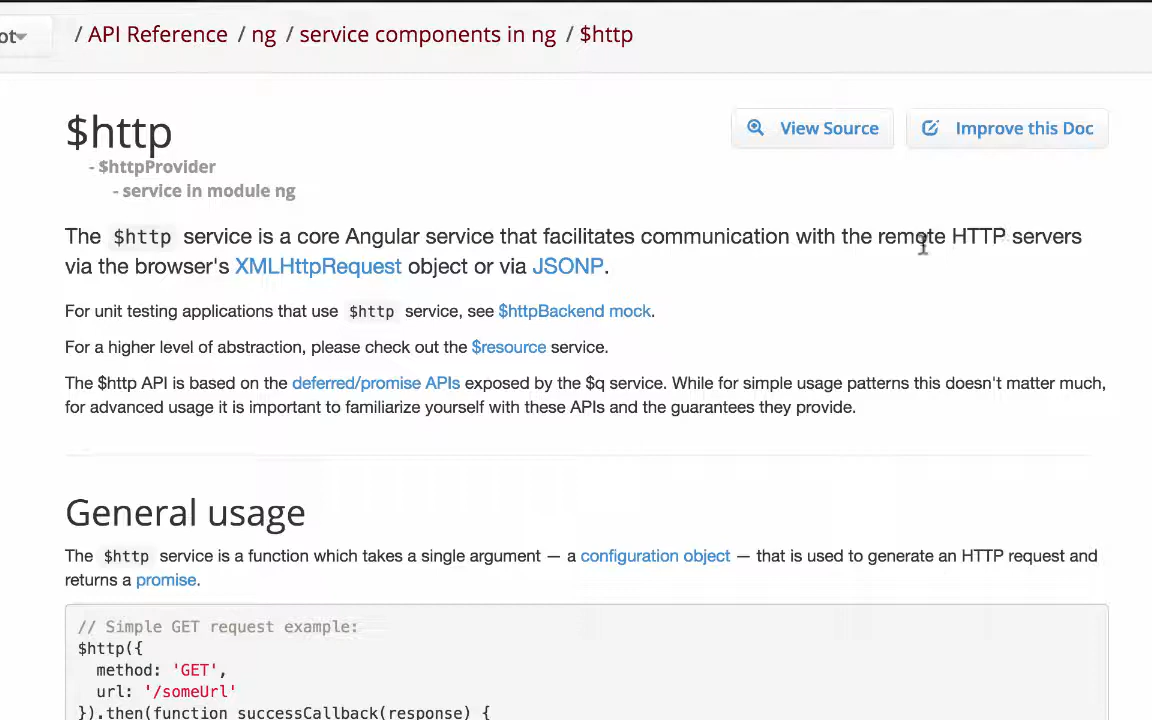 ot
/ API Reference / ng / service components in ng / $http
$http
View Source
Improve this Doc
- $httpProvider
- service in module ng
The $http service is a core Angular service that facilitates communication with the remote HTTP servers
via the browser's XMLHttpRequest object or via JSONP.
For unit testing applications that use $http service, see $httpBackend mock.
For a higher level of abstraction, please check out the $resource service.
The $http API is based on the deferred/promise APIs exposed by the $q service. While for simple usage patterns this doesn't matter much,
for advanced usage it is important to familiarize yourself with these APIs and the guarantees they provide.
General usage
The $http service is a function which takes a single argument — a configuration object — that is used to generate an HTTP request and
returns a promise.
// Simple GET request example:
$http({
method: 'GET',
url: '/someUrl'
}).then(function successCallback(response) {